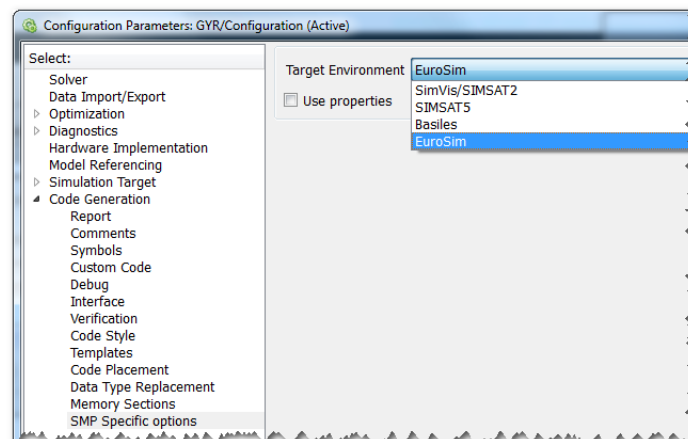 Configuration Parameters: GYR/Configuration (Active)
Select:
Solver
Data Import/Export
Optimization
Diagnostics
Hardware Implementation
Model Referencing
Simulation Target
Code Generation
Report
Comments
Symbols
Custom Code
Debug
Interface
Verification
Code Style
Templates
Code Placement
Data Type Replacement
Memory Sections
SMP Specific options
Target Environment EuroSim
SimVis/SIMSAT2
SIMSAT5
Basiles
EuroSim
Use properties